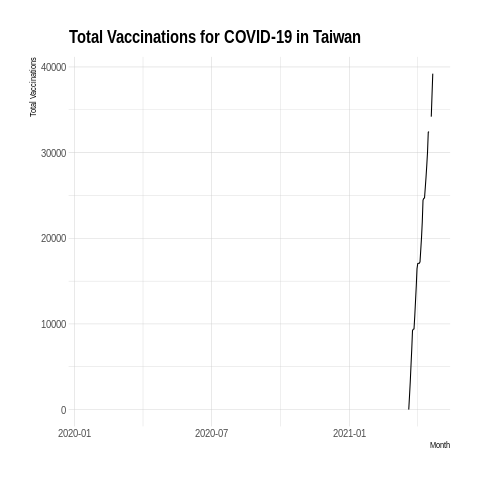 Total Vaccinations for COVID-19 in Taiwan
Total Vaccinations
40000
30000
20000
10000
0
2020-01
2020-07
2021-01
Month